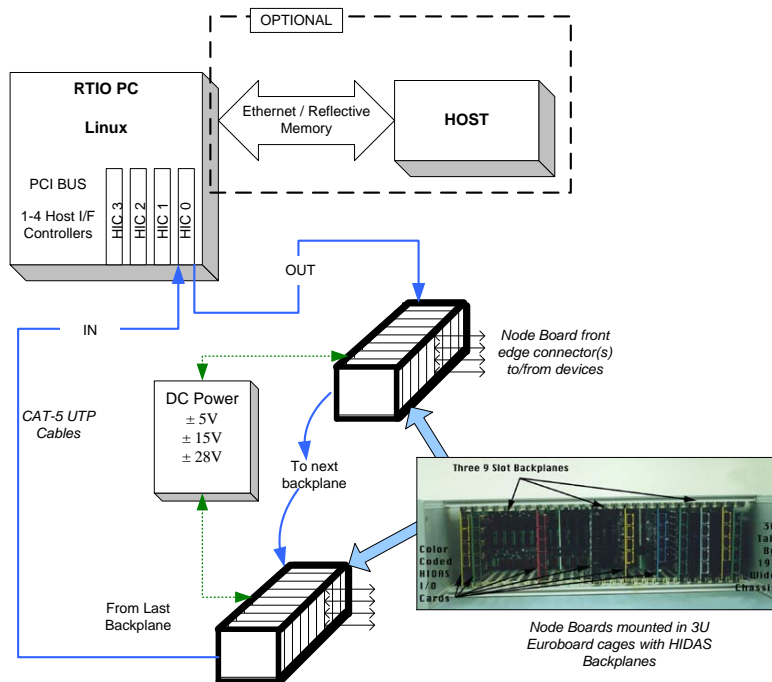 OPTIONAL
RTIO PC
Linux
Ethernet / Reflective
Memory
HOST
PCI BUS
1-4 Host I/F
Controllers
HIC 3
HIC 2
HIC 1
HIC 0
OUT
IN
Node Board front
edge connector(s)
to/from devices
CAT-5 UTP
Cables
DC Power
± 5V
± 15V
± 28V
To next
backplane
Three 9 Slot Backplanes
Color
Coded
HIDAS
I/O
Cards
Wide
Chassi
From Last
Backplane
Node Boards mounted in 3U
Euroboard cages with HIDAS
Backplanes